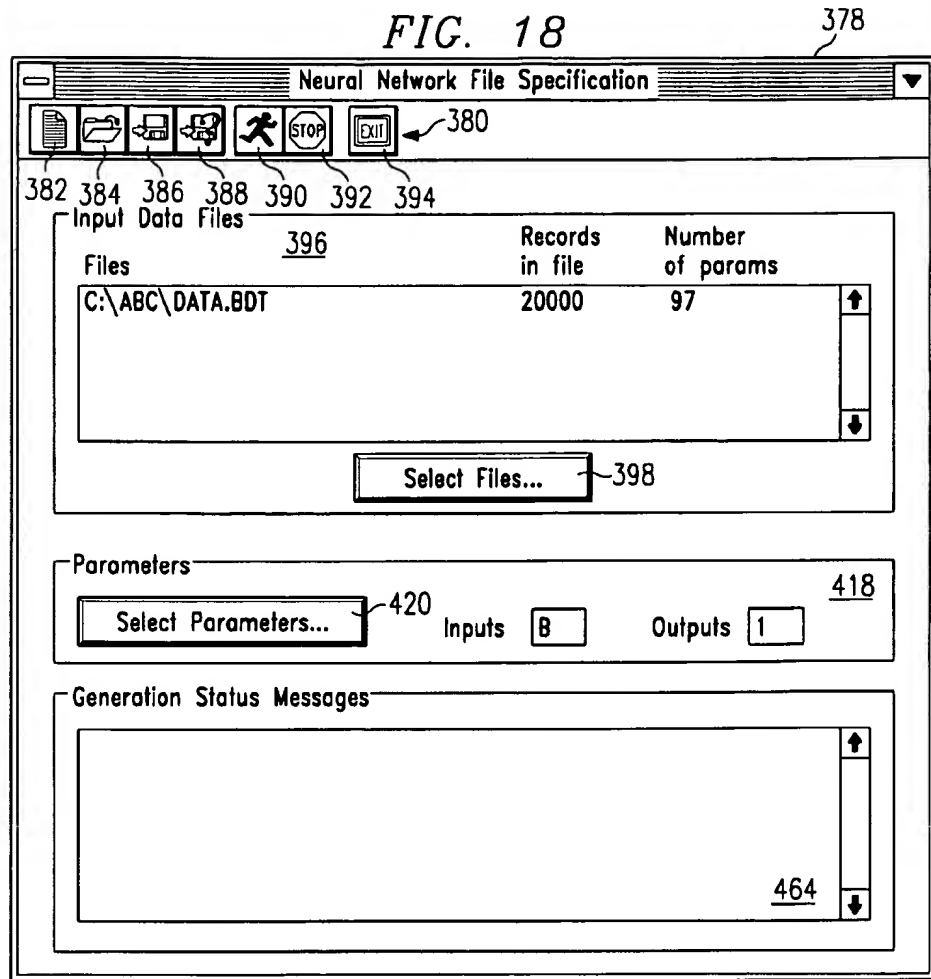 FIG. 18
378
Neural Network File Specification
STOP
EXIT
380
382 384 386 388 390 392 394
Input Data Files
396
Files Records in file Number of params
C:\ABC\DATA.BDT 20000 97
Select Files...
398
Parameters
418
Select Parameters...
420
Inputs B Outputs 1
Generation Status Messages
464